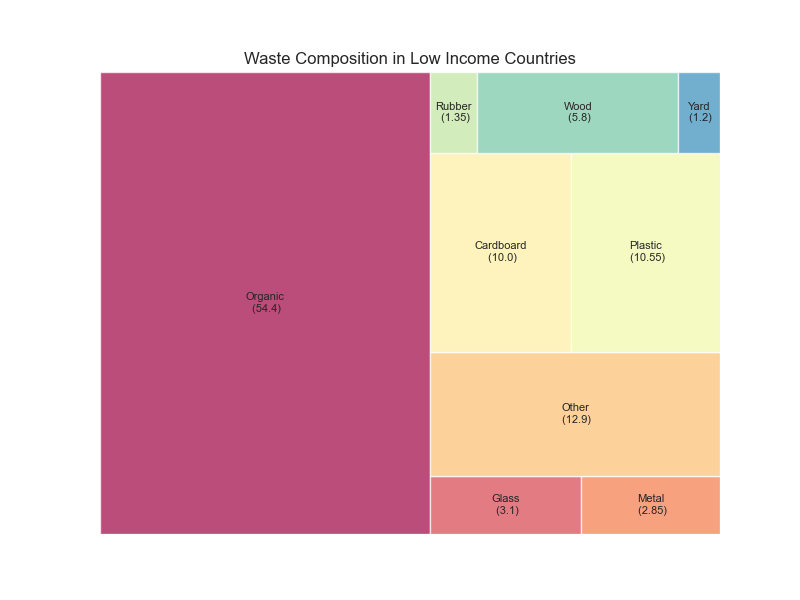 Waste Composition in Low Income Countries
Rubber
(1.35)
Wood
(5.8)
Yard
(1.2)
Cardboard
(10.0)
Plastic
(10.55)
Organic
(54.4)
Other
(12.9)
Glass
(3.1)
Metal
(2.85)